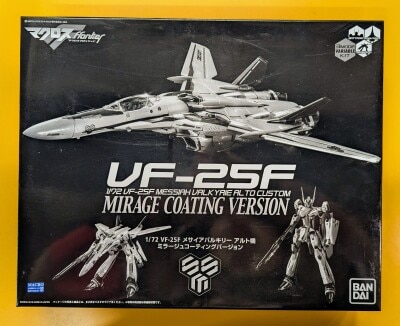 マクロスFrontier
VF-25F
1/72 VF-25F MESSIAH VALKYRIE ALTO CUSTOM
MIRAGE COATING VERSION
1/72 VF-25F メサイアバルキリー アルト機
ミラージュコーティングバージョン
BAN
DAI